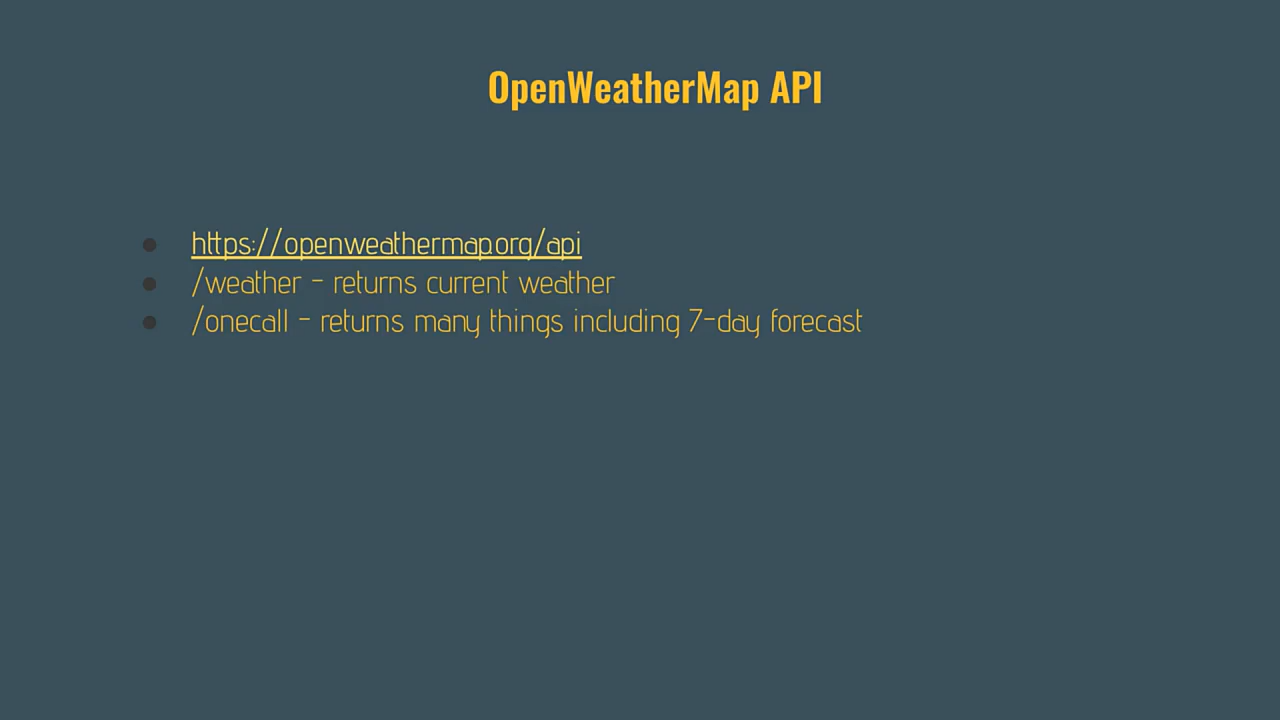 OpenWeatherMap API
https://openweathermap.org/api
/weather - returns current weather
/onecall - returns many things including 7-day forecast